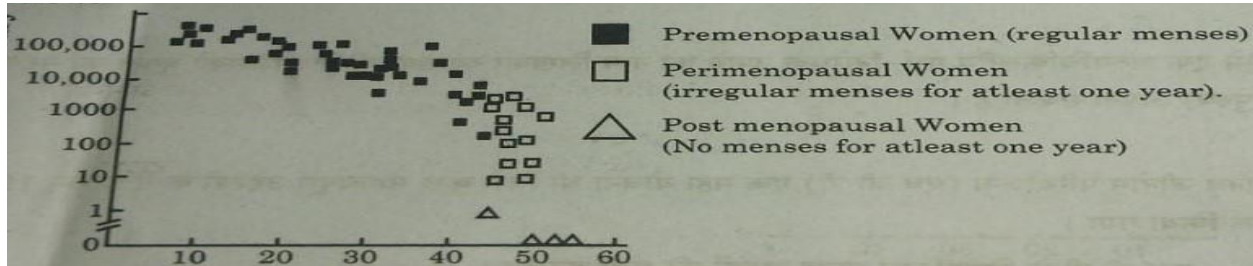 100,000
10,000
1000
100
10
1
0
10 20 30 40 50 60
Premenopausal Women (regular menses)
Perimenopausal Women
(irregular menses for atleast one year).
Post menopausal Women
(No menses for atleast one year)